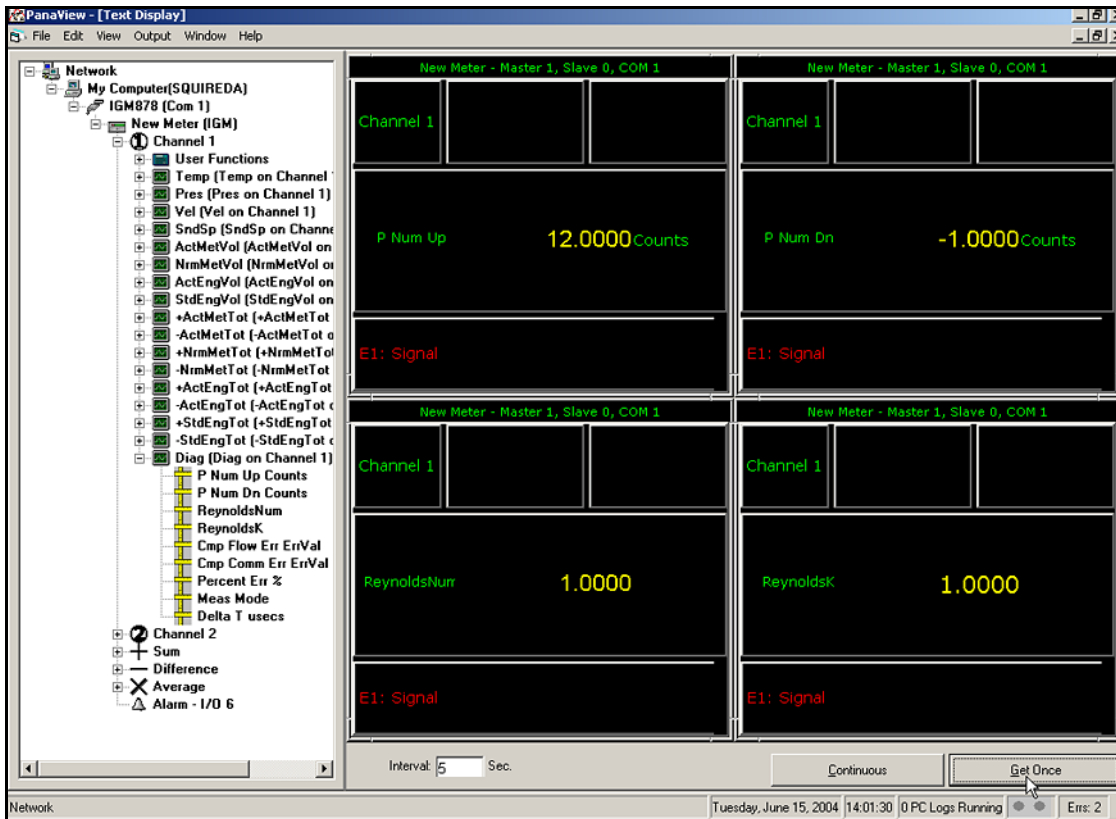 PanaView - [Text Display]
File Edit View Output Window Help
Network
My Computer(SQUIREDA)
IGM878 (Com 1)
New Meter (IGM)
1 Channel 1
User Functions
Temp (Temp on Channel
Pres (Pres on Channel 1)
Vel (Vel on Channel 1)
SndSp (SndSp on Channe
ActMetVol (ActMetVol on
NrmMetVol (NrmMetVol on
ActEngVol (ActEngVol on
StdEngVol (StdEngVol on
+ActMetTot (+ActMetTot
-ActMetTot (-ActMetTot o
+NrmMetTot (+NrmMetTot
-NrmMetTot (-NrmMetTot
+ActEngTot (+ActEngTot
-ActEngTot (-ActEngTot o
+StdEngTot (+StdEngTot
-StdEngTot (-StdEngTot o
Diag (Diag on Channel 1)
P Num Up Counts
P Num Dn Counts
ReynoldsNum
ReynoldsK
Cmp Flow Err ErrVal
Cmp Comm Err ErrVal
Percent Err %
Meas Mode
Delta T usecs
2 Channel 2
Sum
Difference
Average
Alarm - I/O 6
New Meter - Master 1, Slave 0, COM 1
Channel 1
P Num Up 12.0000 Counts
E1: Signal
New Meter - Master 1, Slave 0, COM 1
Channel 1
P Num Dn -1.0000 Counts
E1: Signal
New Meter - Master 1, Slave 0, COM 1
Channel 1
ReynoldsNum 1.0000
E1: Signal
New Meter - Master 1, Slave 0, COM 1
Channel 1
ReynoldsK 1.0000
E1: Signal
Interval: 5 Sec.
Continuous
Get Once
Network
Tuesday, June 15, 2004 14:01:30 0 PC Logs Running Errs: 2